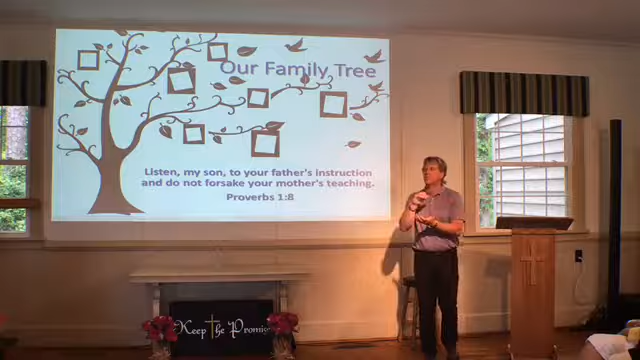 Our Family Tree
Listen, my son, to your father's instruction
and do not forsake your mother's teaching.
Proverbs 1:8
Keep the Promise